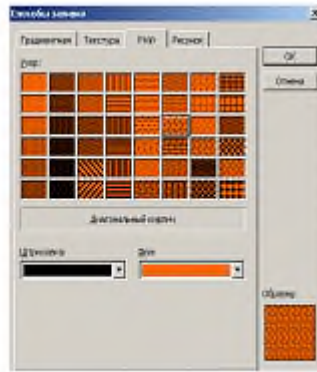 Способы заливки
Градиентная Текстура Узор Рисунок
Узор:
ОК
Отмена
Диагональный кирпич
Штриховка: Фон:
Образец: